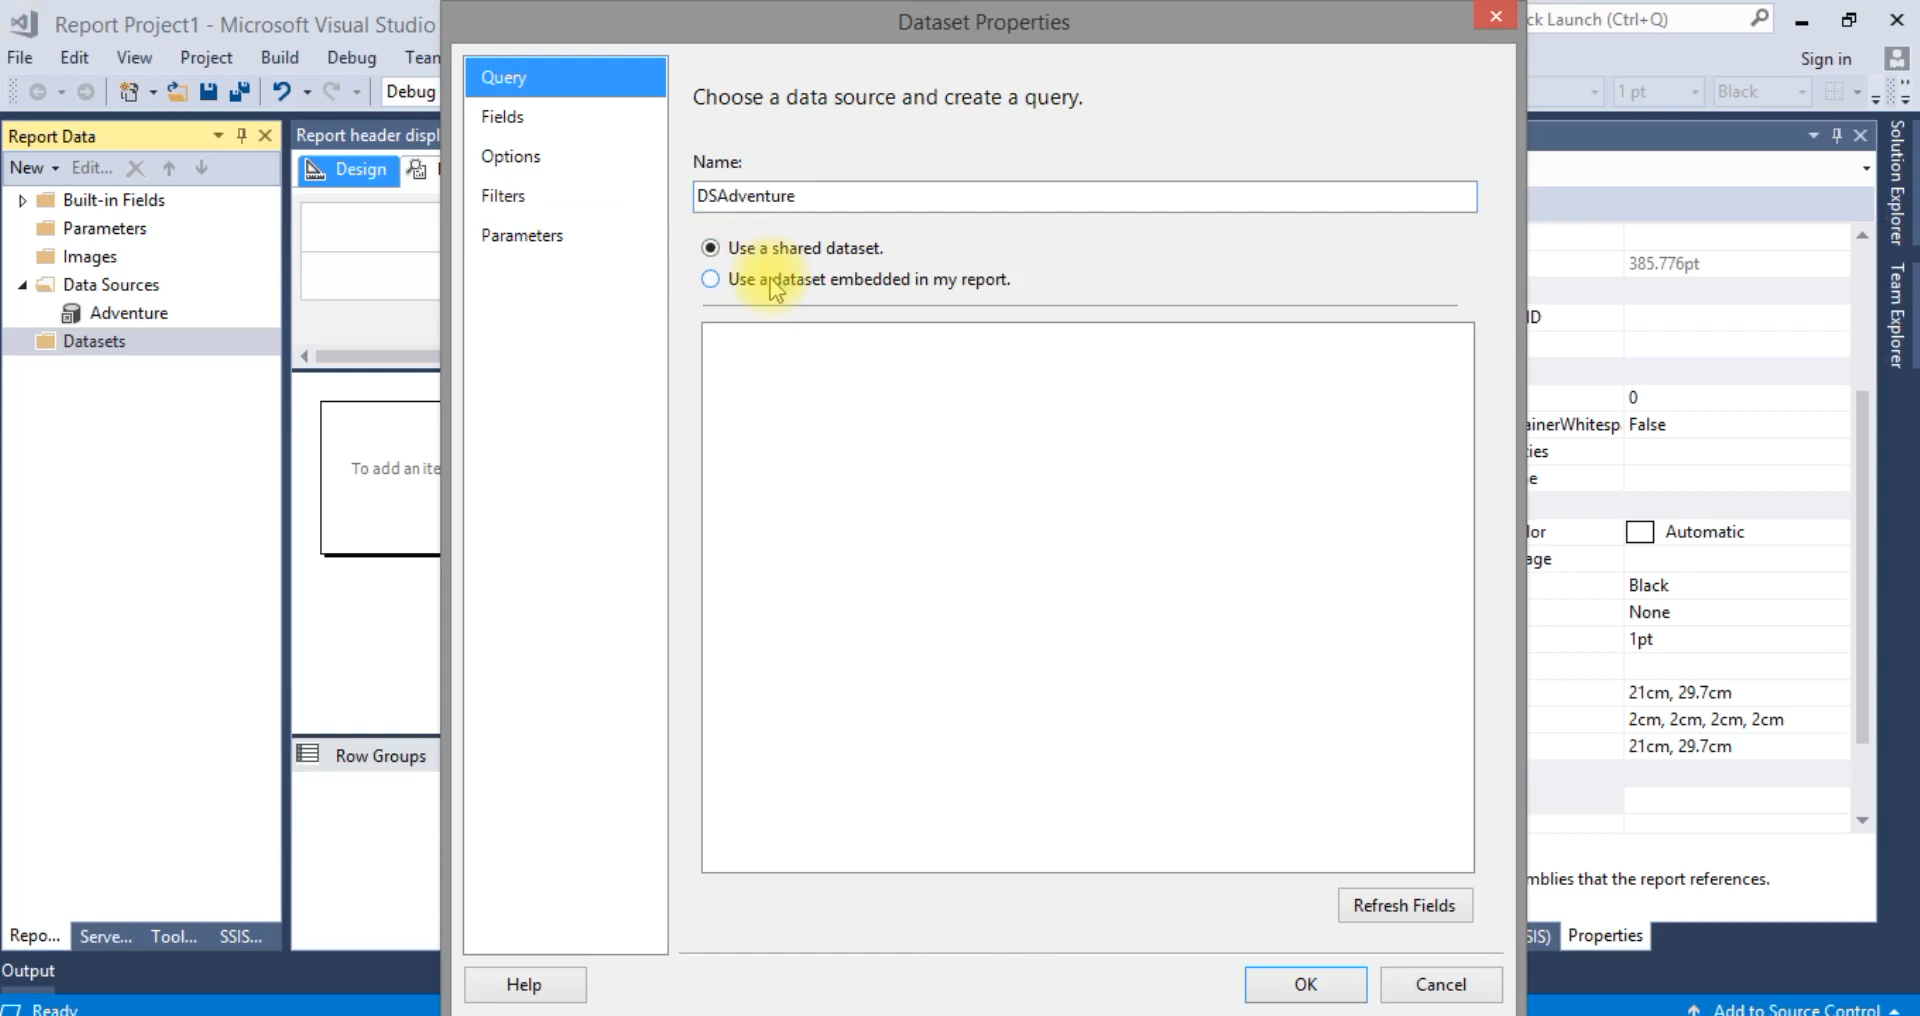 Report Project1 - Microsoft Visual Studio
Dataset Properties
ck Launch (Ctrl+Q)
File Edit View Project Build Debug Tean
Sign in
Debug
1 pt
Black
Report Data
New Edit...
Built-in Fields
Parameters
Images
Data Sources
Adventure
Datasets
Report header displ
Design
To add an ite
Row Groups
Query
Fields
Options
Filters
Parameters
Choose a data source and create a query.
Name:
DSAdventure
Use a shared dataset.
Use a dataset embedded in my report.
Refresh Fields
Help
OK
Cancel
385.776pt
ID
0
ainerWhitesp False
ties
e
lor Automatic
age
Black
None
1pt
21cm, 29.7cm
2cm, 2cm, 2cm, 2cm
21cm, 29.7cm
mblies that the report references.
SIS) Properties
Solution Explorer
Team Explorer
Repo... Serve... Tool... SSIS...
Output
Ready
Add to Source Control